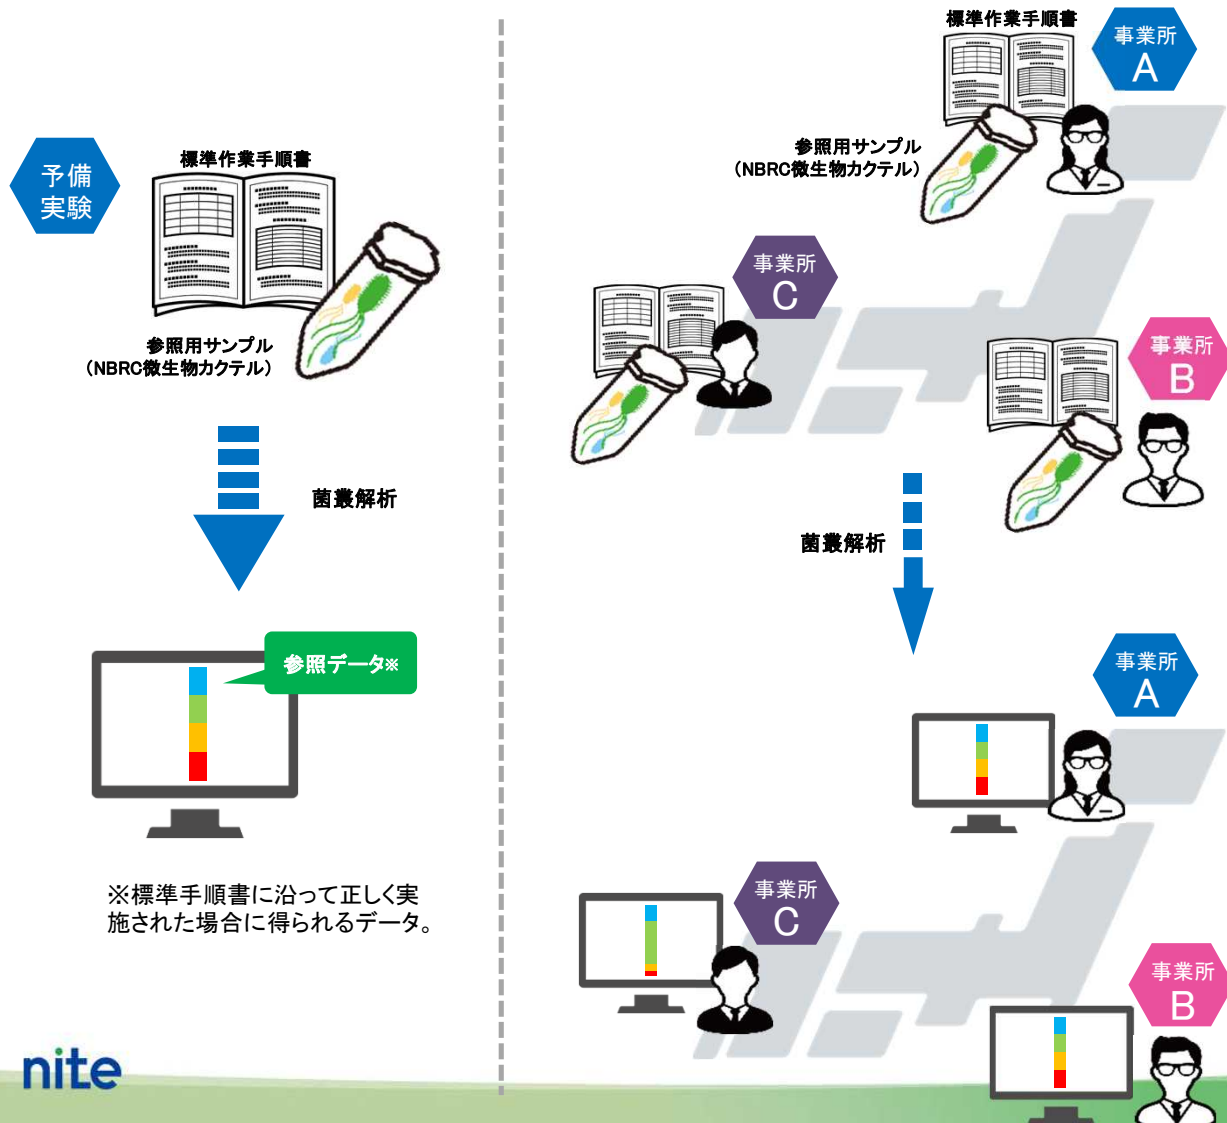 予備
実験
標準作業手順書
参照用サンプル
(NBRC微生物カクテル)
菌叢解析
参照データ※
※標準手順書に沿って正しく実
施された場合に得られるデータ。
nite
標準作業手順書
事業所
A
参照用サンプル
(NBRC微生物カクテル)
事業所
C
事業所
B
菌叢解析
事業所
A
事業所
C
事業所
B